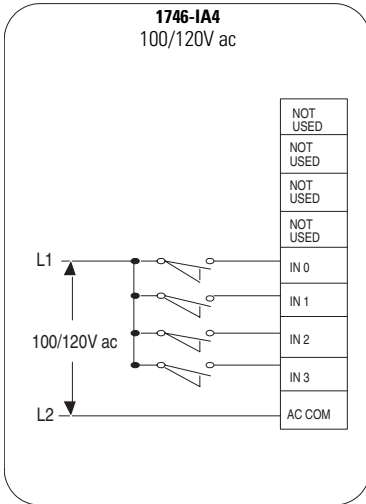 1746-IA4
100/120V ac
NOT
USED
NOT
USED
NOT
USED
NOT
USED
L1
IN 0
IN 1
100/120V ac
IN 2
IN 3
L2
AC COM